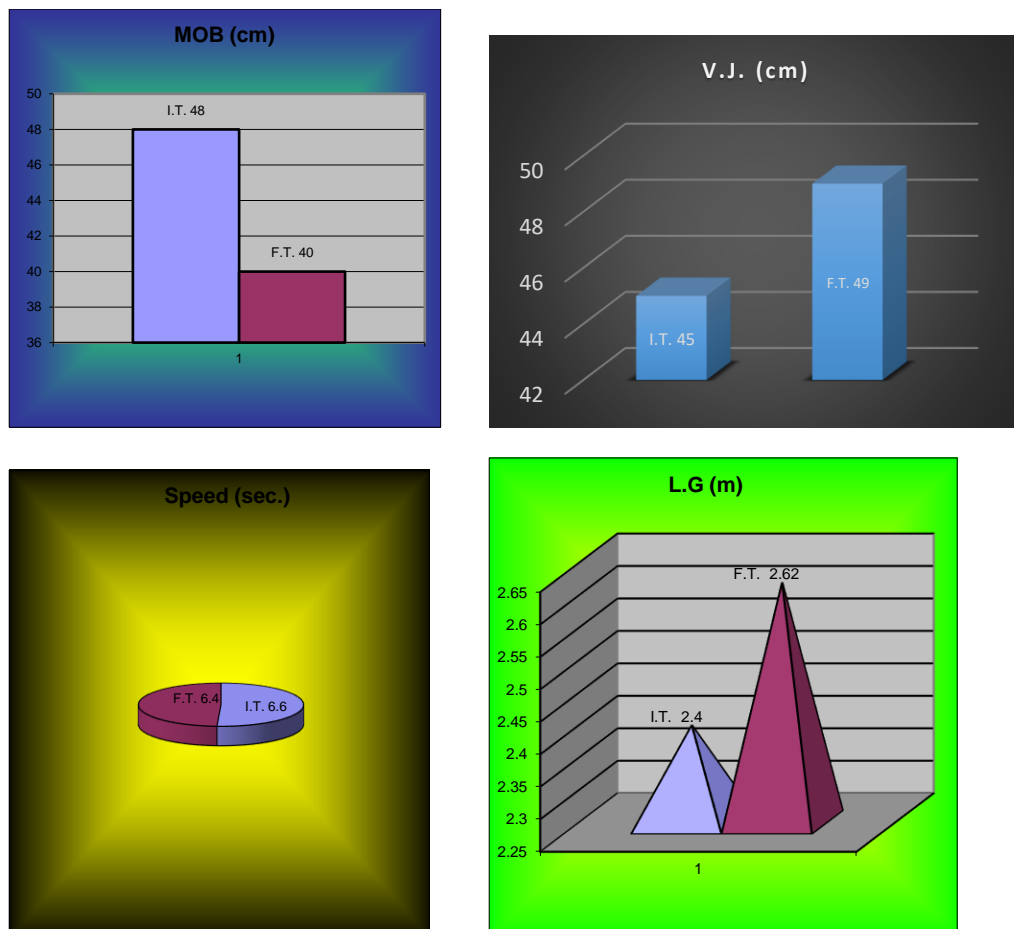 MOB (cm)
50
48
46
44
42
40
38
36
I.T. 48
F.T. 40
1
V.J. (cm)
50
48
46
44
42
I.T. 45
F.T. 49
Speed (sec.)
F.T. 6.4
I.T. 6.6
L.G (m)
2.65
2.6
2.55
2.5
2.45
2.4
2.35
2.3
2.25
F.T. 2.62
I.T. 2.4
1